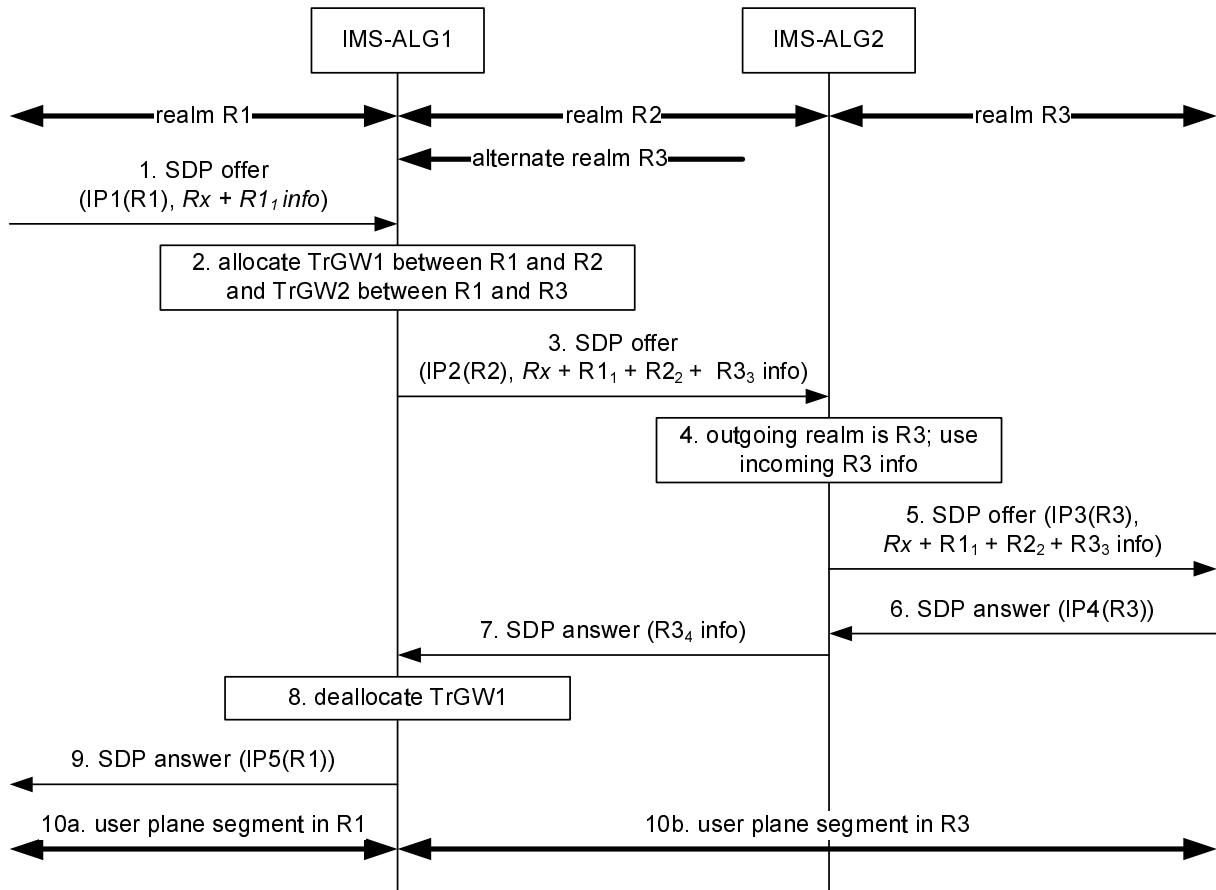 IMS-ALG1
IMS-ALG2
realm R1
realm R2
realm R3
alternate realm R3
1. SDP offer
(IP1(R1), Rx + R1₁ info)
2. allocate TrGW1 between R1 and R2
and TrGW2 between R1 and R3
3. SDP offer
(IP2(R2), Rx + R1₁ + R2₂ + R3₃ info)
4. outgoing realm is R3; use
incoming R3 info
5. SDP offer (IP3(R3),
Rx + R1₁ + R2₂ + R3₃ info)
6. SDP answer (IP4(R3))
7. SDP answer (R3₄ info)
8. deallocate TrGW1
9. SDP answer (IP5(R1))
10a. user plane segment in R1
10b. user plane segment in R3